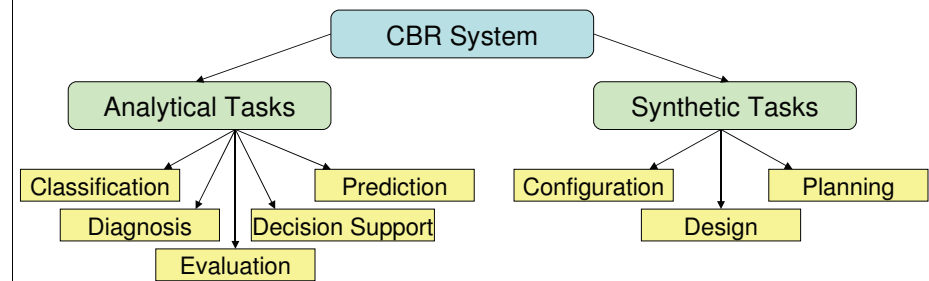 CBR System
Analytical Tasks
Synthetic Tasks
Classification
Prediction
Configuration
Planning
Diagnosis
Decision Support
Design
Evaluation